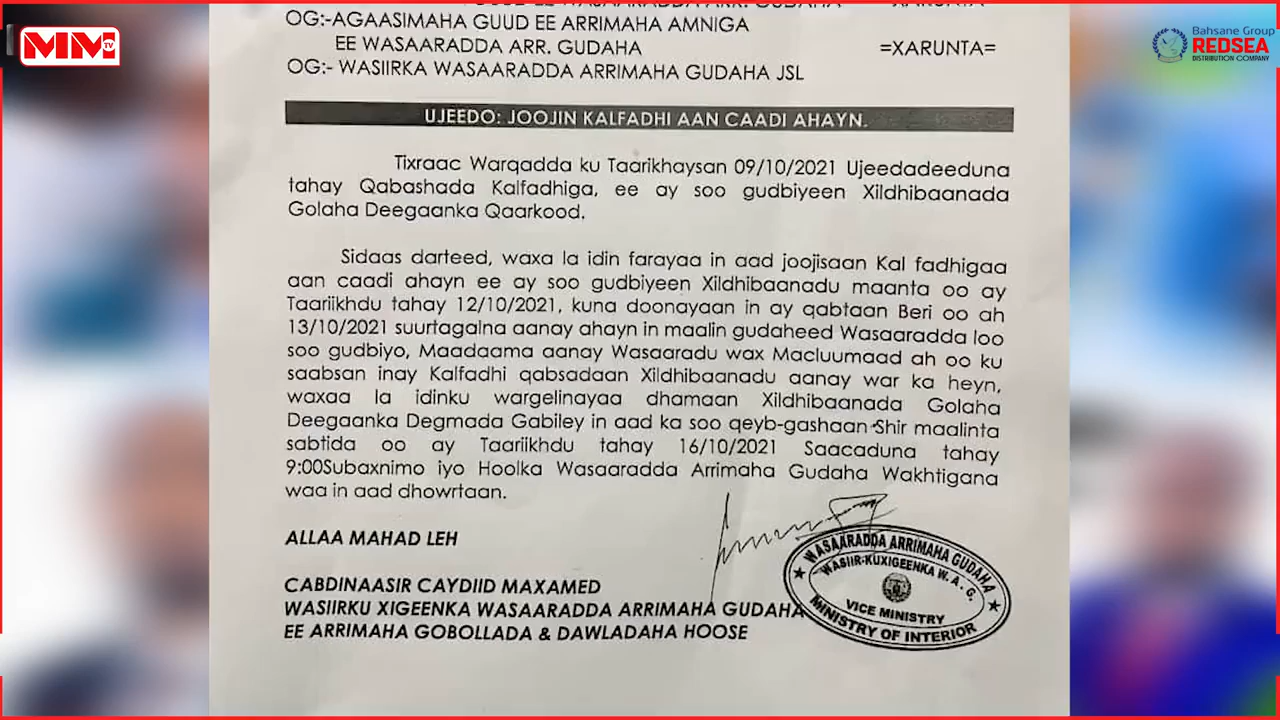 MM TV
Bahsane Group
REDSEA
DISTRIBUTION COMPANY
OG:-AGAASIMAHA GUUD EE ARRIMAHA AMNIGA
EE WASAARADDA ARR. GUDAHA =XARUNTA=
OG:- WASIIRKA WASAARADDA ARRIMAHA GUDAHA JSL
UJEEDO: JOOJIN KALFADHI AAN CAADI AHAYN.
Tixraac Warqadda ku Taarikhaysan 09/10/2021 Ujeedadeeduna
tahay Qabashada Kalfadhiga, ee ay soo gudbiyeen Xildhibaanada
Golaha Deegaanka Qaarkood.
Sidaas darteed, waxa la idin farayaa in aad joojisaan Kal fadhigaa
aan caadi ahayn ee ay soo gudbiyeen Xildhibaanadu maanta oo ay
Taariikhdu tahay 12/10/2021, kuna doonayaan in ay qabtaan Beri oo ah
13/10/2021 suurtagalna aanay ahayn in maalin gudaheed Wasaaradda loo
soo gudbiyo, Maadaama aanay Wasaaradu wax Macluumaad ah oo ku
saabsan inay Kalfadhi qabsadaan Xildhibaanadu aanay war ka heyn,
waxaa la idinku wargelinayaa dhamaan Xildhibaanada Golaha
Deegaanka Degmada Gabiley in aad ka soo qeyb-gashaan Shir maalinta
sabtida oo ay Taariikhdu tahay 16/10/2021 Saacaduna tahay
9:00Subaxnimo iyo Hoolka Wasaaradda Arrimaha Gudaha Wakhtigana
waa in aad dhowrtaan.
ALLAA MAHAD LEH
CABDINAASIR CAYDIID MAXAMED
WASIIRKU XIGEENKA WASAARADDA ARRIMAHA GUDAHA
EE ARRIMAHA GOBOLLADA & DAWLADAHA HOOSE
WASAARADDA ARRIMAHA GUDAHA
WASIIR-KUXIGEENKA W. A. G.
VICE MINISTRY
MINISTRY OF INTERIOR